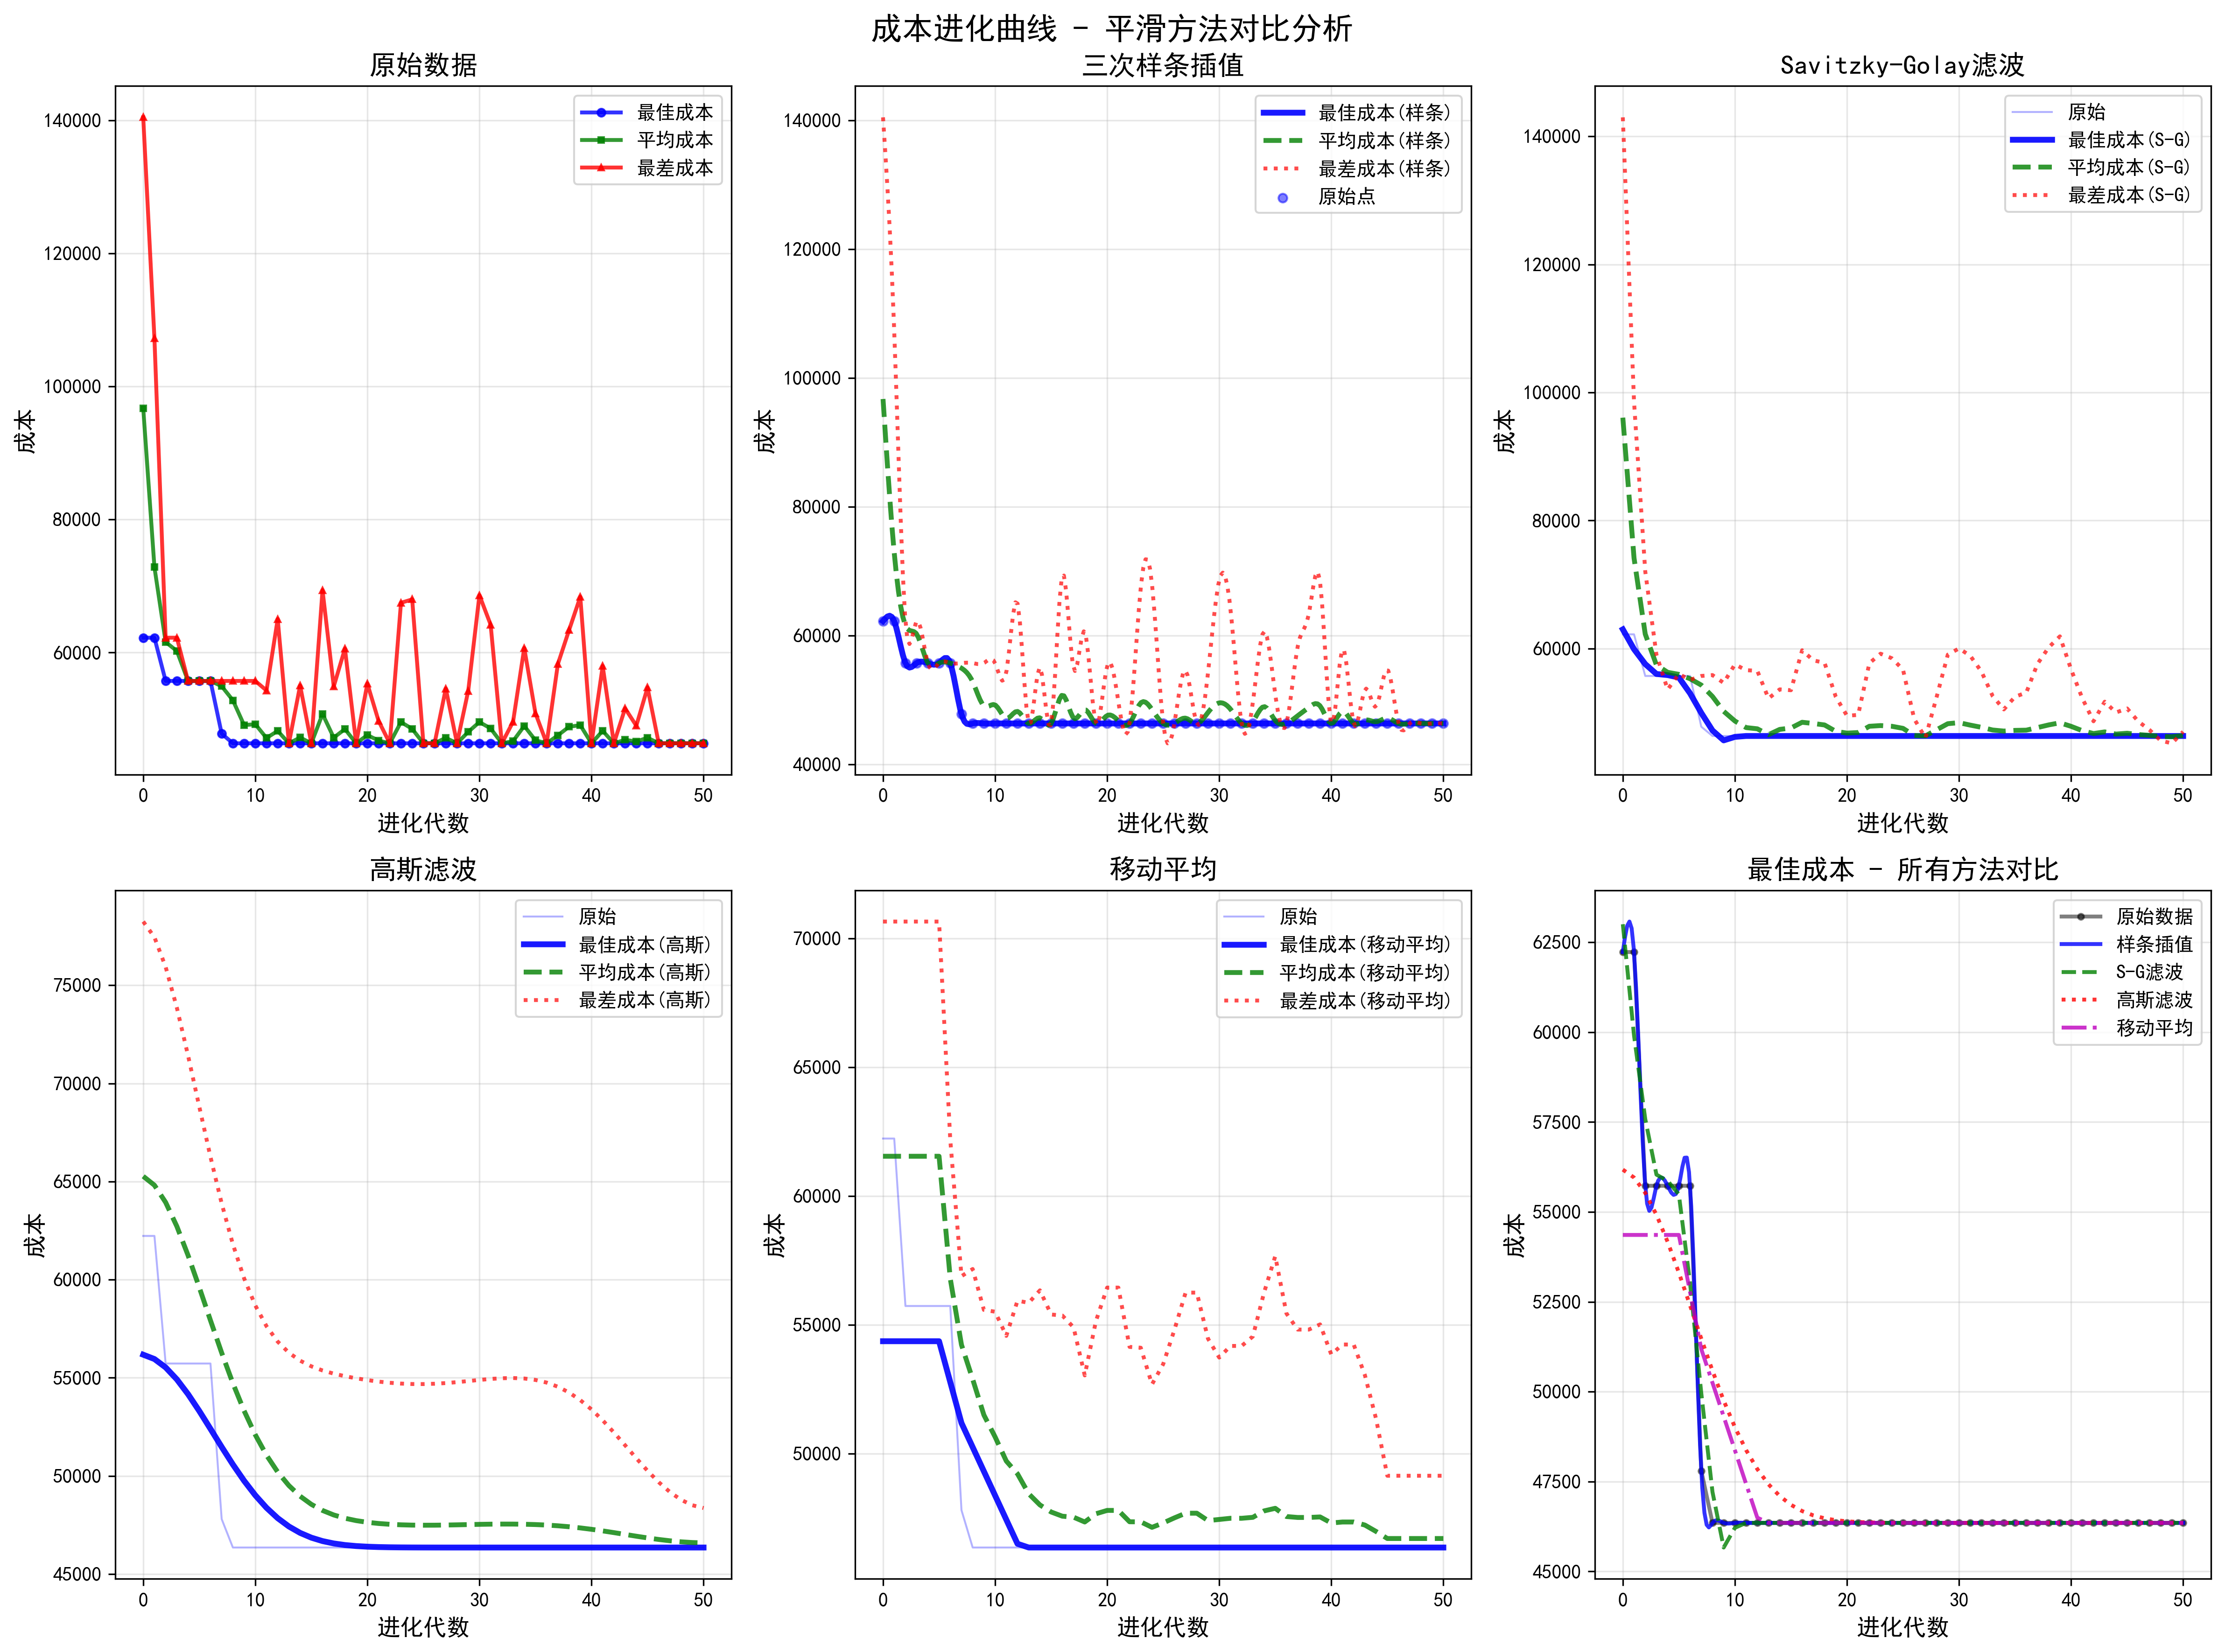 成本进化曲线 - 平滑方法对比分析
原始数据
140000
120000
100000
80000
60000
成本
0 10 20 30 40 50
进化代数
最佳成本
平均成本
最差成本
三次样条插值
140000
120000
100000
80000
60000
40000
成本
0 10 20 30 40 50
进化代数
最佳成本(样条)
平均成本(样条)
最差成本(样条)
原始点
Savitzky-Golay滤波
140000
120000
100000
80000
60000
成本
0 10 20 30 40 50
进化代数
原始
最佳成本(S-G)
平均成本(S-G)
最差成本(S-G)
高斯滤波
75000
70000
65000
60000
55000
50000
45000
成本
0 10 20 30 40 50
进化代数
原始
最佳成本(高斯)
平均成本(高斯)
最差成本(高斯)
移动平均
70000
65000
60000
55000
50000
成本
0 10 20 30 40 50
进化代数
原始
最佳成本(移动平均)
平均成本(移动平均)
最差成本(移动平均)
最佳成本 - 所有方法对比
62500
60000
57500
55000
52500
50000
47500
45000
成本
0 10 20 30 40 50
进化代数
原始数据
样条插值
S-G滤波
高斯滤波
移动平均